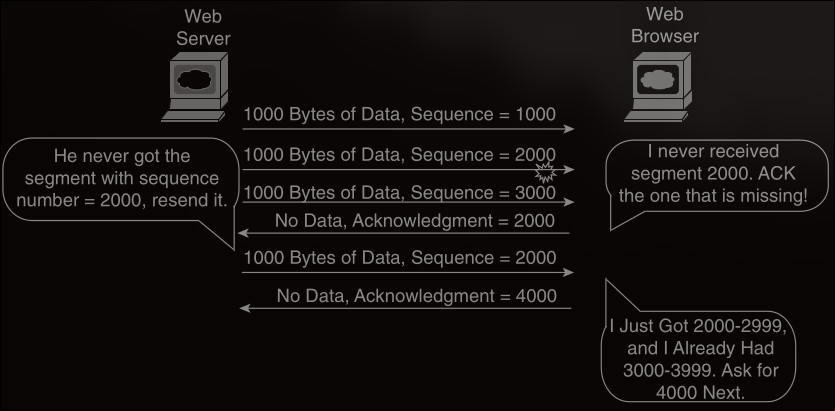 Web
Server
Web
Browser
1000 Bytes of Data, Sequence = 1000
He never got the
segment with sequence
number = 2000, resend it.
1000 Bytes of Data, Sequence = 2000
I never received
segment 2000. ACK
the one that is missing!
1000 Bytes of Data, Sequence = 3000
No Data, Acknowledgment = 2000
1000 Bytes of Data, Sequence = 2000
No Data, Acknowledgment = 4000
I Just Got 2000-2999,
and I Already Had
3000-3999. Ask for
4000 Next.